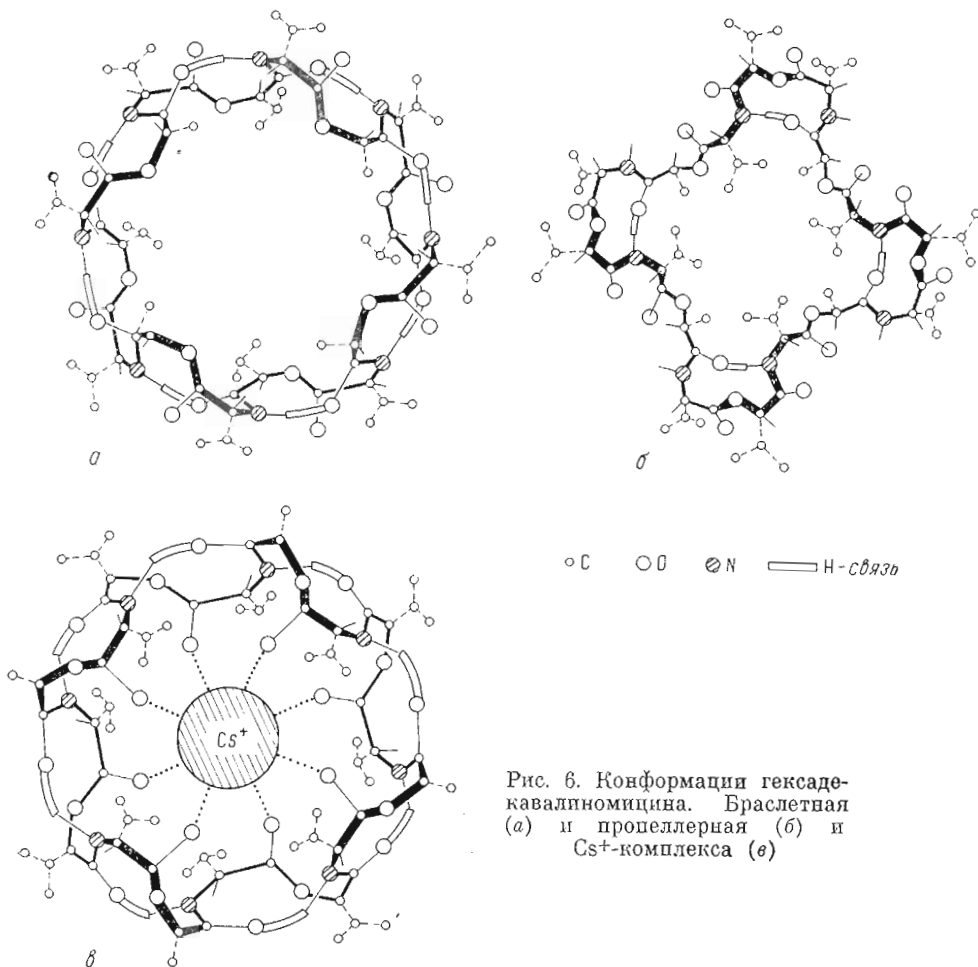 а
б
C O N H-связь
Cs⁺
Рис. 6. Конформации гексаде-
кавалиномицина. Браслетная
(а) и пропеллерная (б) и
Cs⁺-комплекса (в)
в